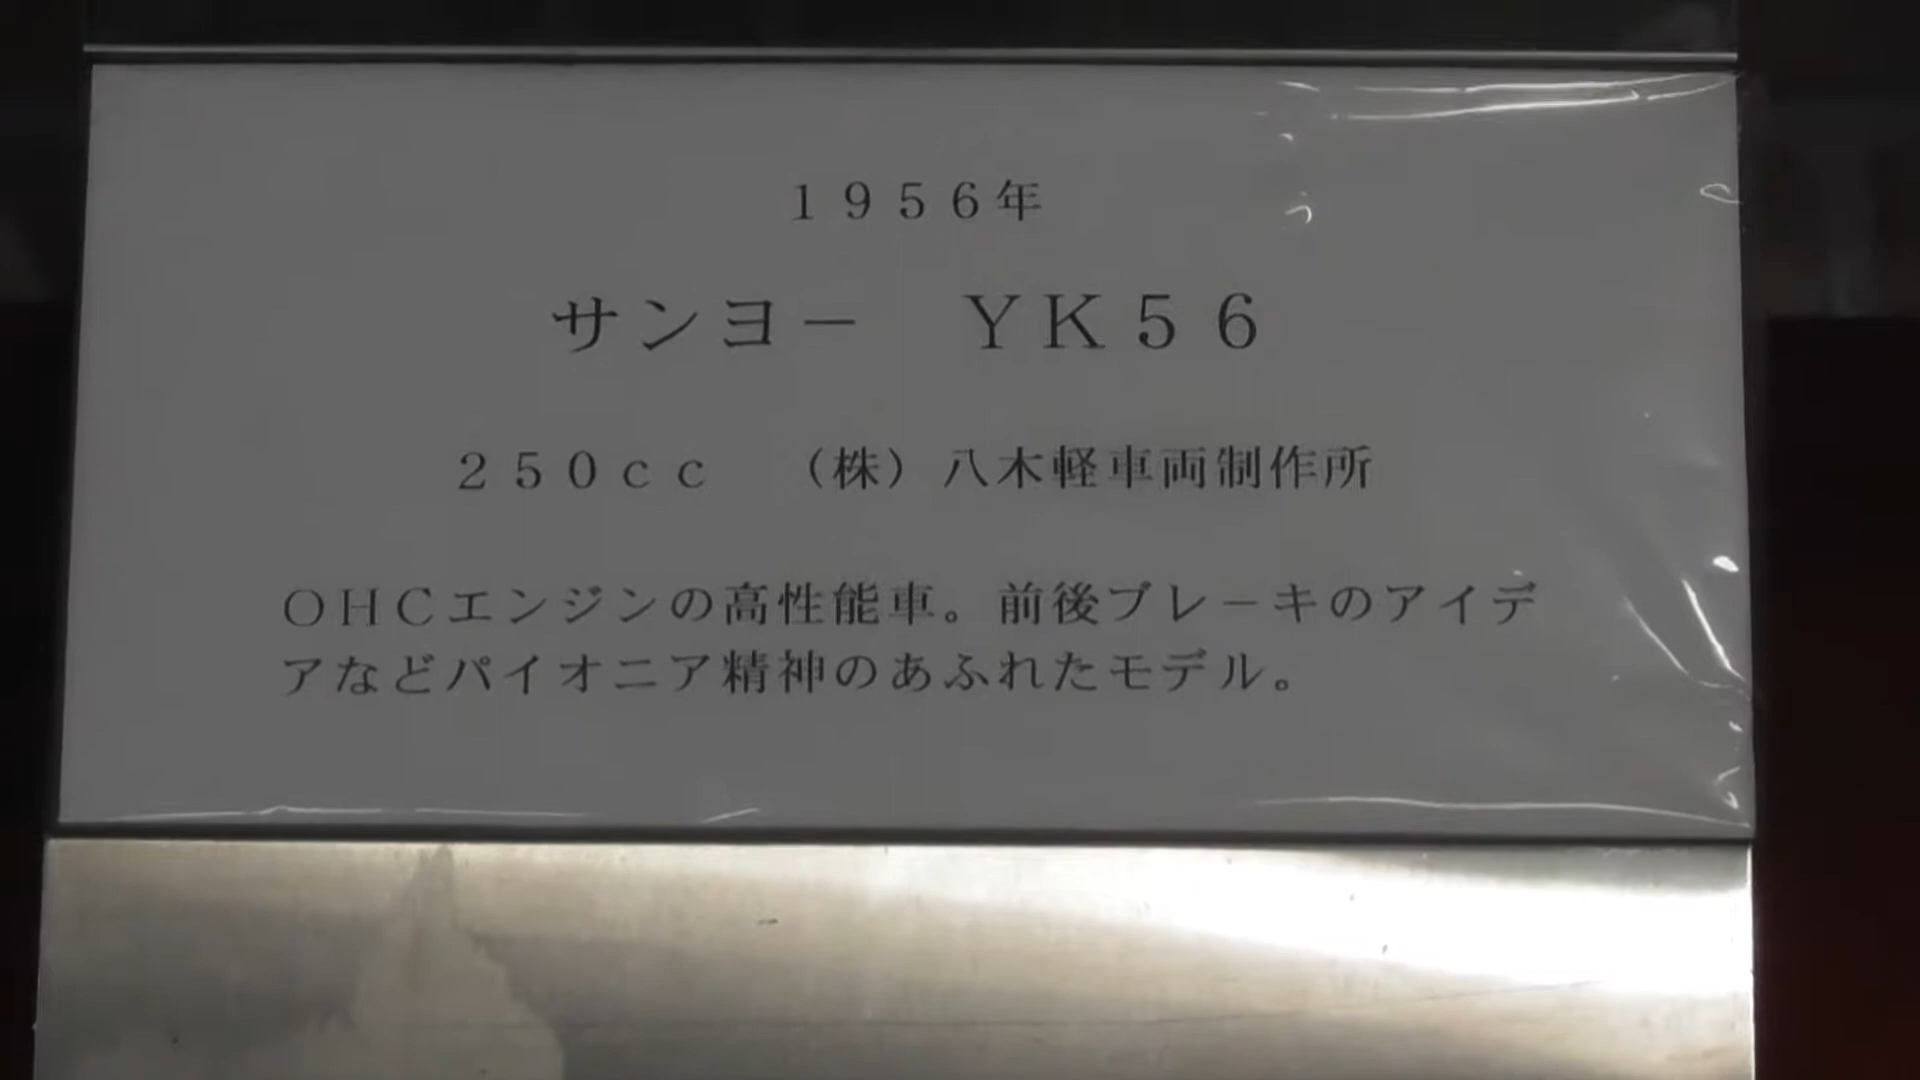 １９５６年
サンヨー　ＹＫ５６
２５０ｃｃ　（株）八木軽車両制作所
ＯＨＣエンジンの高性能車。前後ブレーキのアイデ
アなどパイオニア精神のあふれたモデル。